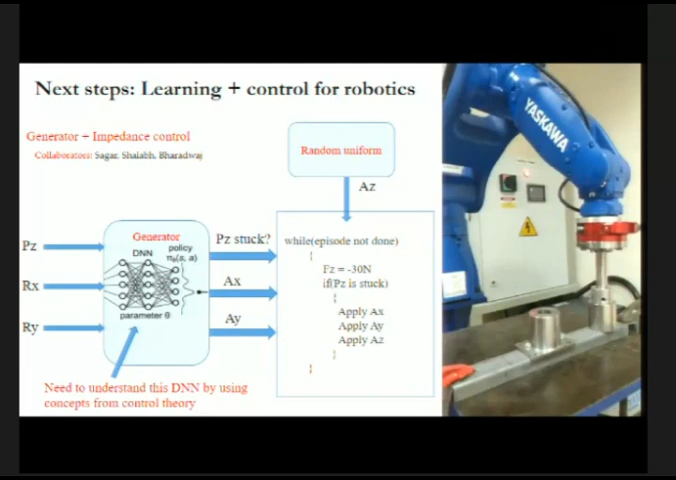 Next steps: Learning + control for robotics
Generator + Impedance control
Collaborators: Sagar, Shalabh, Bharadwaj
Random uniform
Az
Pz
Rx
Ry
Generator
DNN
policy
πθ(s, a)
parameter θ
Pz stuck?
Ax
Ay
while(episode not done)
{
Fz = -30N
if(Pz is stuck)
{
Apply Ax
Apply Ay
Apply Az
}
}
Need to understand this DNN by using
concepts from control theory
YASKAWA